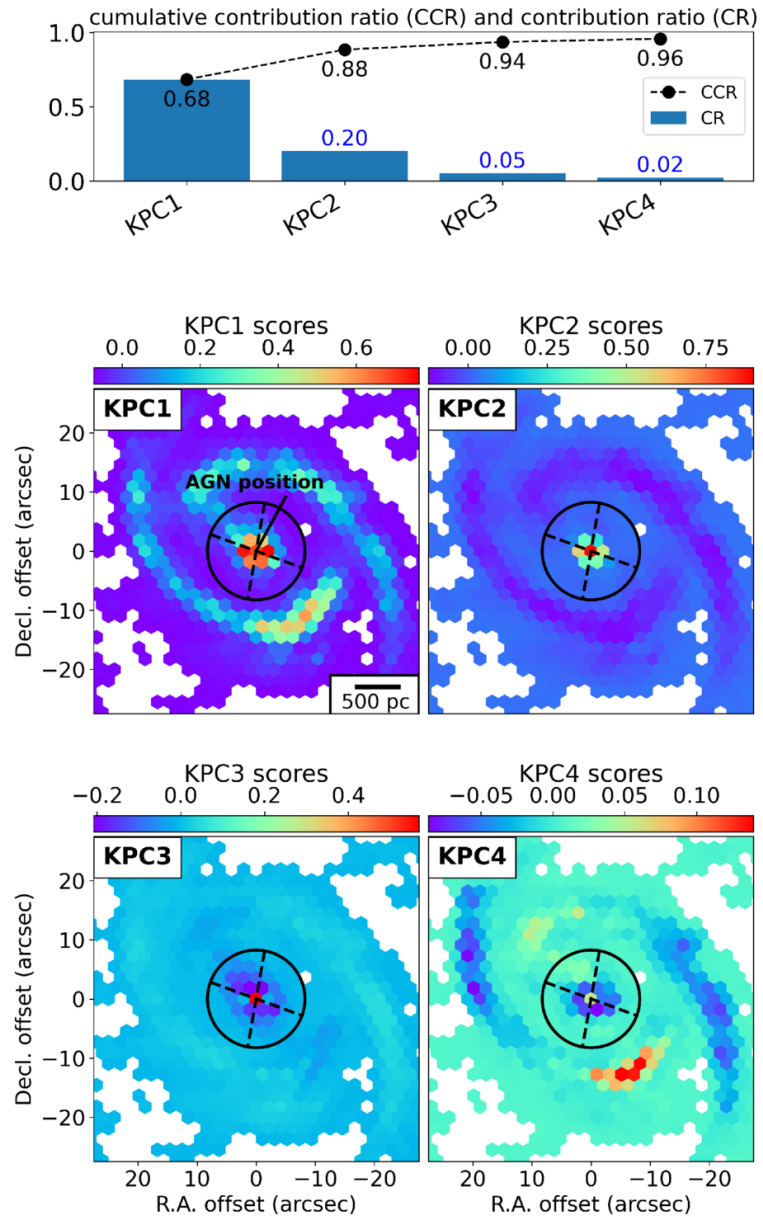 cumulative contribution ratio (CCR) and contribution ratio (CR)
1.0
0.5
0.0
0.68
0.88
0.94
0.96
0.20
0.05
0.02
CCR
CR
KPC1
KPC2
KPC3
KPC4
KPC1 scores
0.0 0.2 0.4 0.6
KPC2 scores
0.00 0.25 0.50 0.75
KPC1
AGN position
500 pc
KPC2
Decl. offset (arcsec)
20
10
0
−10
−20
KPC3 scores
−0.2 0.0 0.2 0.4
KPC4 scores
−0.05 0.00 0.05 0.10
KPC3
KPC4
Decl. offset (arcsec)
20
10
0
−10
−20
20 10 0 −10 −20
R.A. offset (arcsec)
20 10 0 −10 −20
R.A. offset (arcsec)